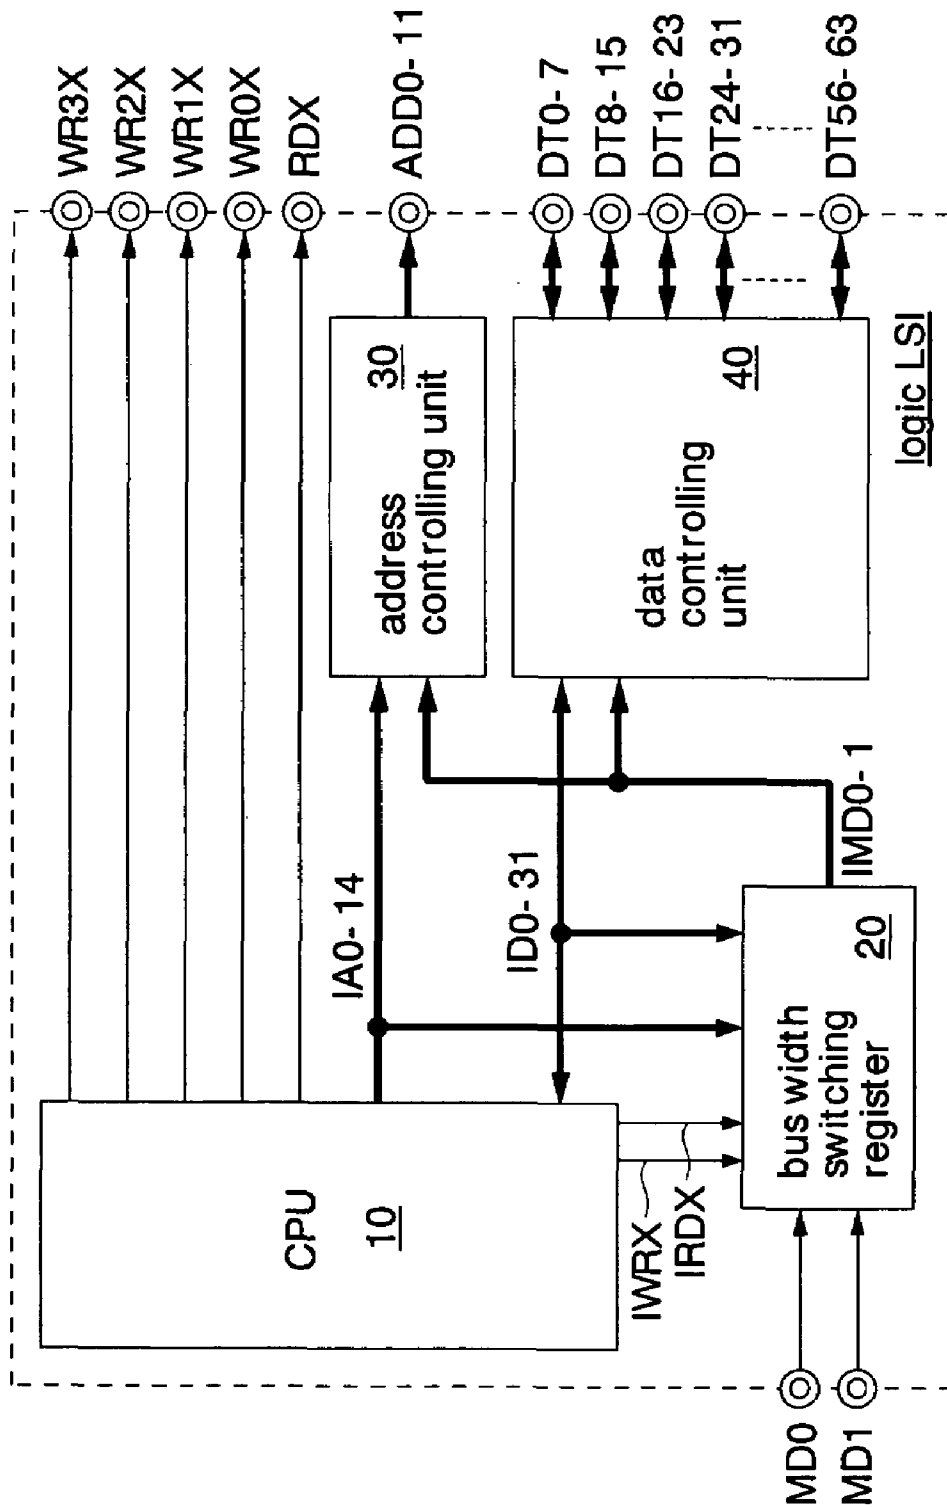 WR3X
WR2X
WR1X
WR0X
RDX
ADD0-11
DT0-7
DT8-15
DT16-23
DT24-31
DT56-63
CPU
10
IA0-14
address
controlling unit
30
ID0-31
data
controlling
unit
40
IWRX
IRDX
bus width
switching
register
20
IMD0-1
MD0
MD1
logic LSI